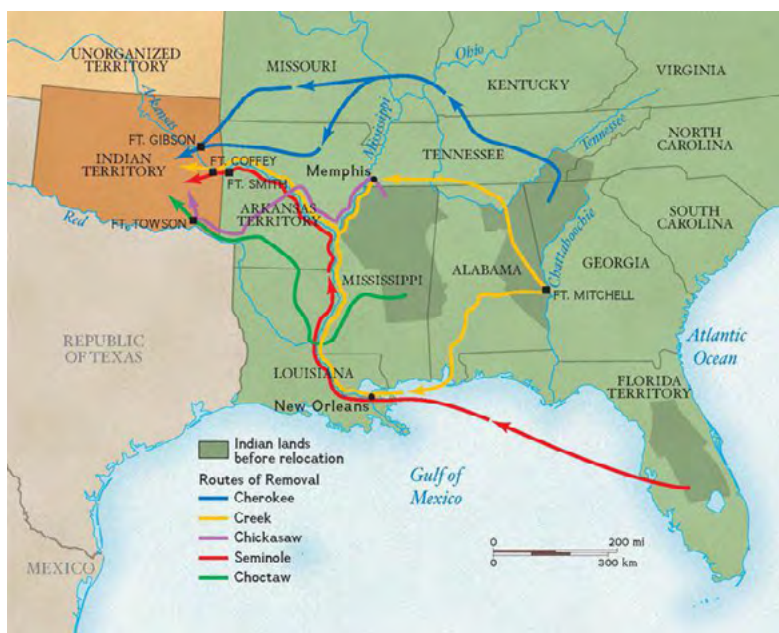 UNORGANIZED
TERRITORY
MISSOURI
Ohio
KENTUCKY
VIRGINIA
Arkansas
Mississippi
Tennessee
FT. GIBSON
INDIAN
TERRITORY
FT. COFFEY
FT. SMITH
Memphis
TENNESSEE
NORTH
CAROLINA
ARKANSAS
TERRITORY
Red
FT. TOWSON
SOUTH
CAROLINA
MISSISSIPPI
ALABAMA
Chattahoochie
GEORGIA
FT. MITCHELL
REPUBLIC
OF TEXAS
Atlantic
Ocean
LOUISIANA
New Orleans
FLORIDA
TERRITORY
Indian lands
before relocation
Routes of Removal
Cherokee
Creek
Chickasaw
Seminole
Choctaw
Gulf of
Mexico
0 200 mi
0 300 km
MEXICO